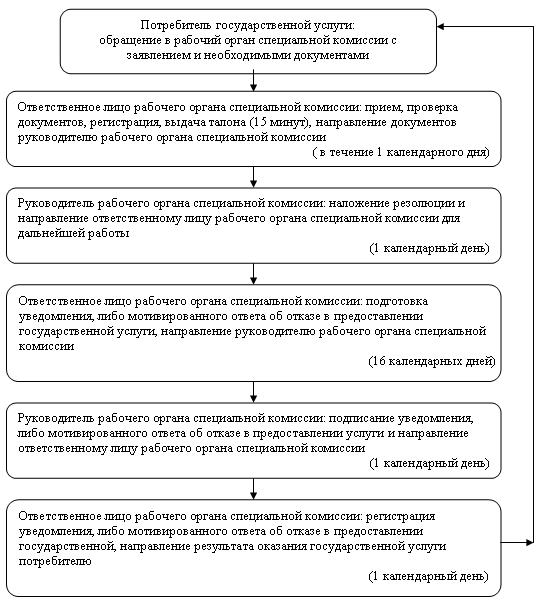 Потребитель государственной услуги:
обращение в рабочий орган специальной комиссии с
заявлением и необходимыми документами
Ответственное лицо рабочего органа специальной комиссии: прием, проверка
документов, регистрация, выдача талона (15 минут), направление документов
руководителю рабочего органа специальной комиссии
( в течение 1 календарного дня)
Руководитель рабочего органа специальной комиссии: наложение резолюции и
направление ответственному лицу рабочего органа специальной комиссии для
дальнейшей работы
(1 календарный день)
Ответственное лицо рабочего органа специальной комиссии: подготовка
уведомления, либо мотивированного ответа об отказе в предоставлении
государственной услуги, направление руководителю рабочего органа специальной
комиссии
(16 календарных дней)
Руководитель рабочего органа специальной комиссии: подписание уведомления,
либо мотивированного ответа об отказе в предоставлении услуги и направление
ответственному лицу рабочего органа специальной комиссии
(1 календарный день)
Ответственное лицо рабочего органа специальной комиссии: регистрация
уведомления, либо мотивированного ответа об отказе в предоставлении
государственной, направление результата оказания государственной услуги
потребителю
(1 календарный день)